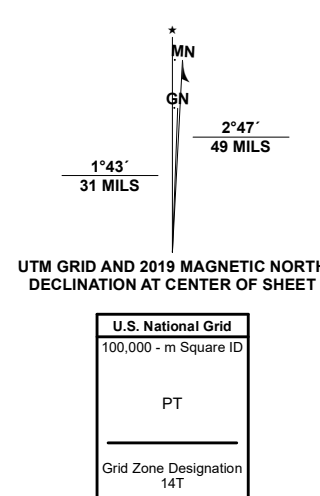 ★
MN
GN
2°47´
49 MILS
1°43´
31 MILS
UTM GRID AND 2019 MAGNETIC NORTH
DECLINATION AT CENTER OF SHEET
U.S. National Grid
100,000 - m Square ID
PT
Grid Zone Designation
14T